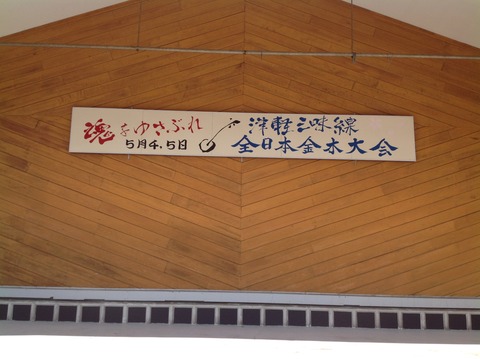 魂をゆさぶれ
5月4.5日
津軽三味線
全日本金木大会